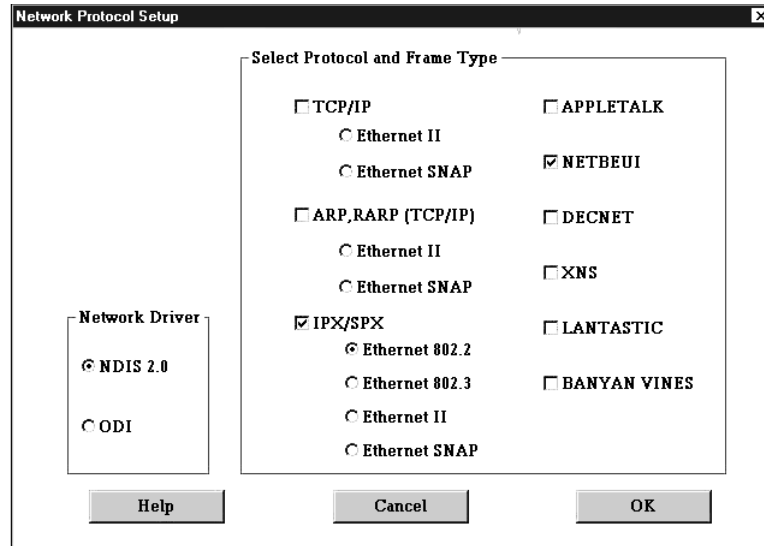 Network Protocol Setup
Select Protocol and Frame Type
TCP/IP
Ethernet II
Ethernet SNAP
ARP,RARP (TCP/IP)
Ethernet II
Ethernet SNAP
IPX/SPX
Ethernet 802.2
Ethernet 802.3
Ethernet II
Ethernet SNAP
APPLETALK
NETBEUI
DECNET
XNS
LANTASTIC
BANYAN VINES
Network Driver
NDIS 2.0
ODI
Help
Cancel
OK